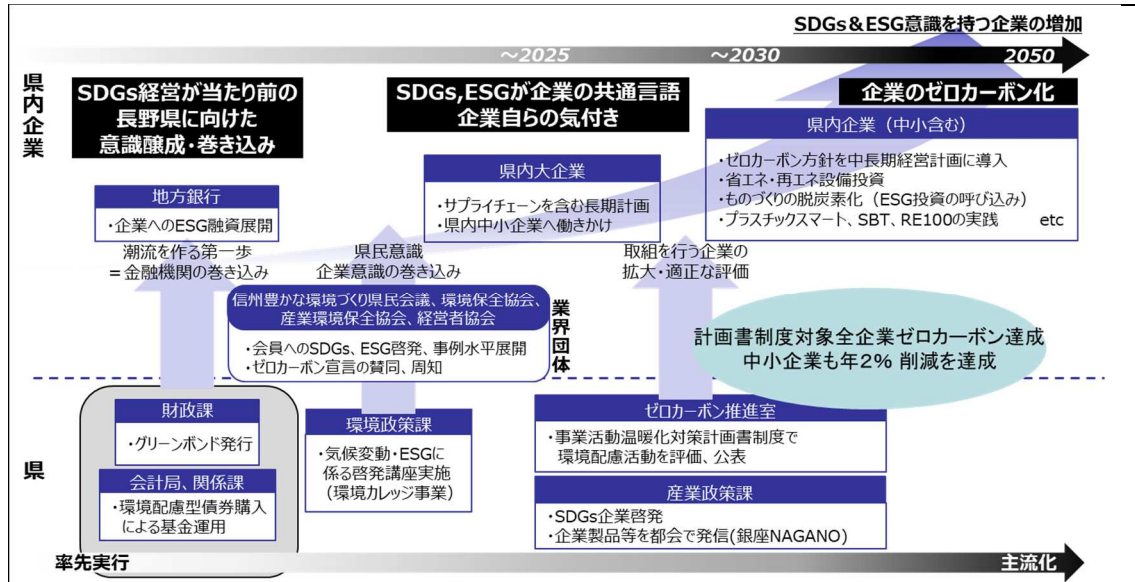 SDGs＆ESG意識を持つ企業の増加
～2025
～2030
2050
県内企業
SDGs経営が当たり前の
長野県に向けた
意識醸成・巻き込み
SDGs,ESGが企業の共通言語
企業自らの気付き
企業のゼロカーボン化
県内企業（中小含む）
・ゼロカーボン方針を中長期経営計画に導入
・省エネ・再エネ設備投資
・ものづくりの脱炭素化（ESG投資の呼び込み）
・プラスチックスマート、SBT、RE100の実践 etc
地方銀行
・企業へのESG融資展開
県内大企業
・サプライチェーンを含む長期計画
・県内中小企業へ働きかけ
潮流を作る第一歩
＝金融機関の巻き込み
県民意識
企業意識の巻き込み
取組を行う企業の
拡大・適正な評価
信州豊かな環境づくり県民会議、環境保全協会、
産業環境保全協会、経営者協会
・会員へのSDGs、ESG啓発、事例水平展開
・ゼロカーボン宣言の賛同、周知
業界団体
計画書制度対象全企業ゼロカーボン達成
中小企業も年2% 削減を達成
県
財政課
・グリーンボンド発行
会計局、関係課
・環境配慮型債券購入
による基金運用
環境政策課
・気候変動・ESGに
係る啓発講座実施
（環境カレッジ事業）
ゼロカーボン推進室
・事業活動温暖化対策計画書制度で
環境配慮活動を評価、公表
産業政策課
・SDGs企業啓発
・企業製品等を都会で発信(銀座NAGANO)
率先実行
主流化